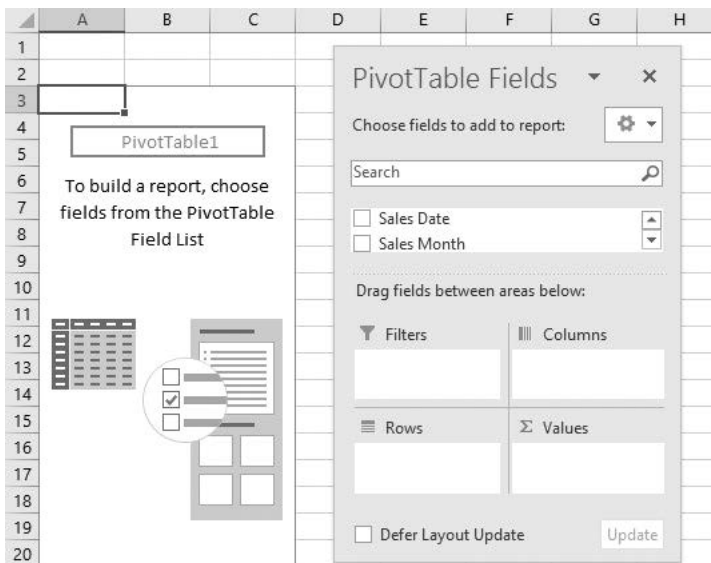 A B C D E F G H
1
2
3
4
5
6
7
8
9
10
11
12
13
14
15
16
17
18
19
20
PivotTable1
To build a report, choose
fields from the PivotTable
Field List
PivotTable Fields
Choose fields to add to report:
Search
Sales Date
Sales Month
Drag fields between areas below:
Filters
Columns
Rows
Σ Values
Defer Layout Update
Update